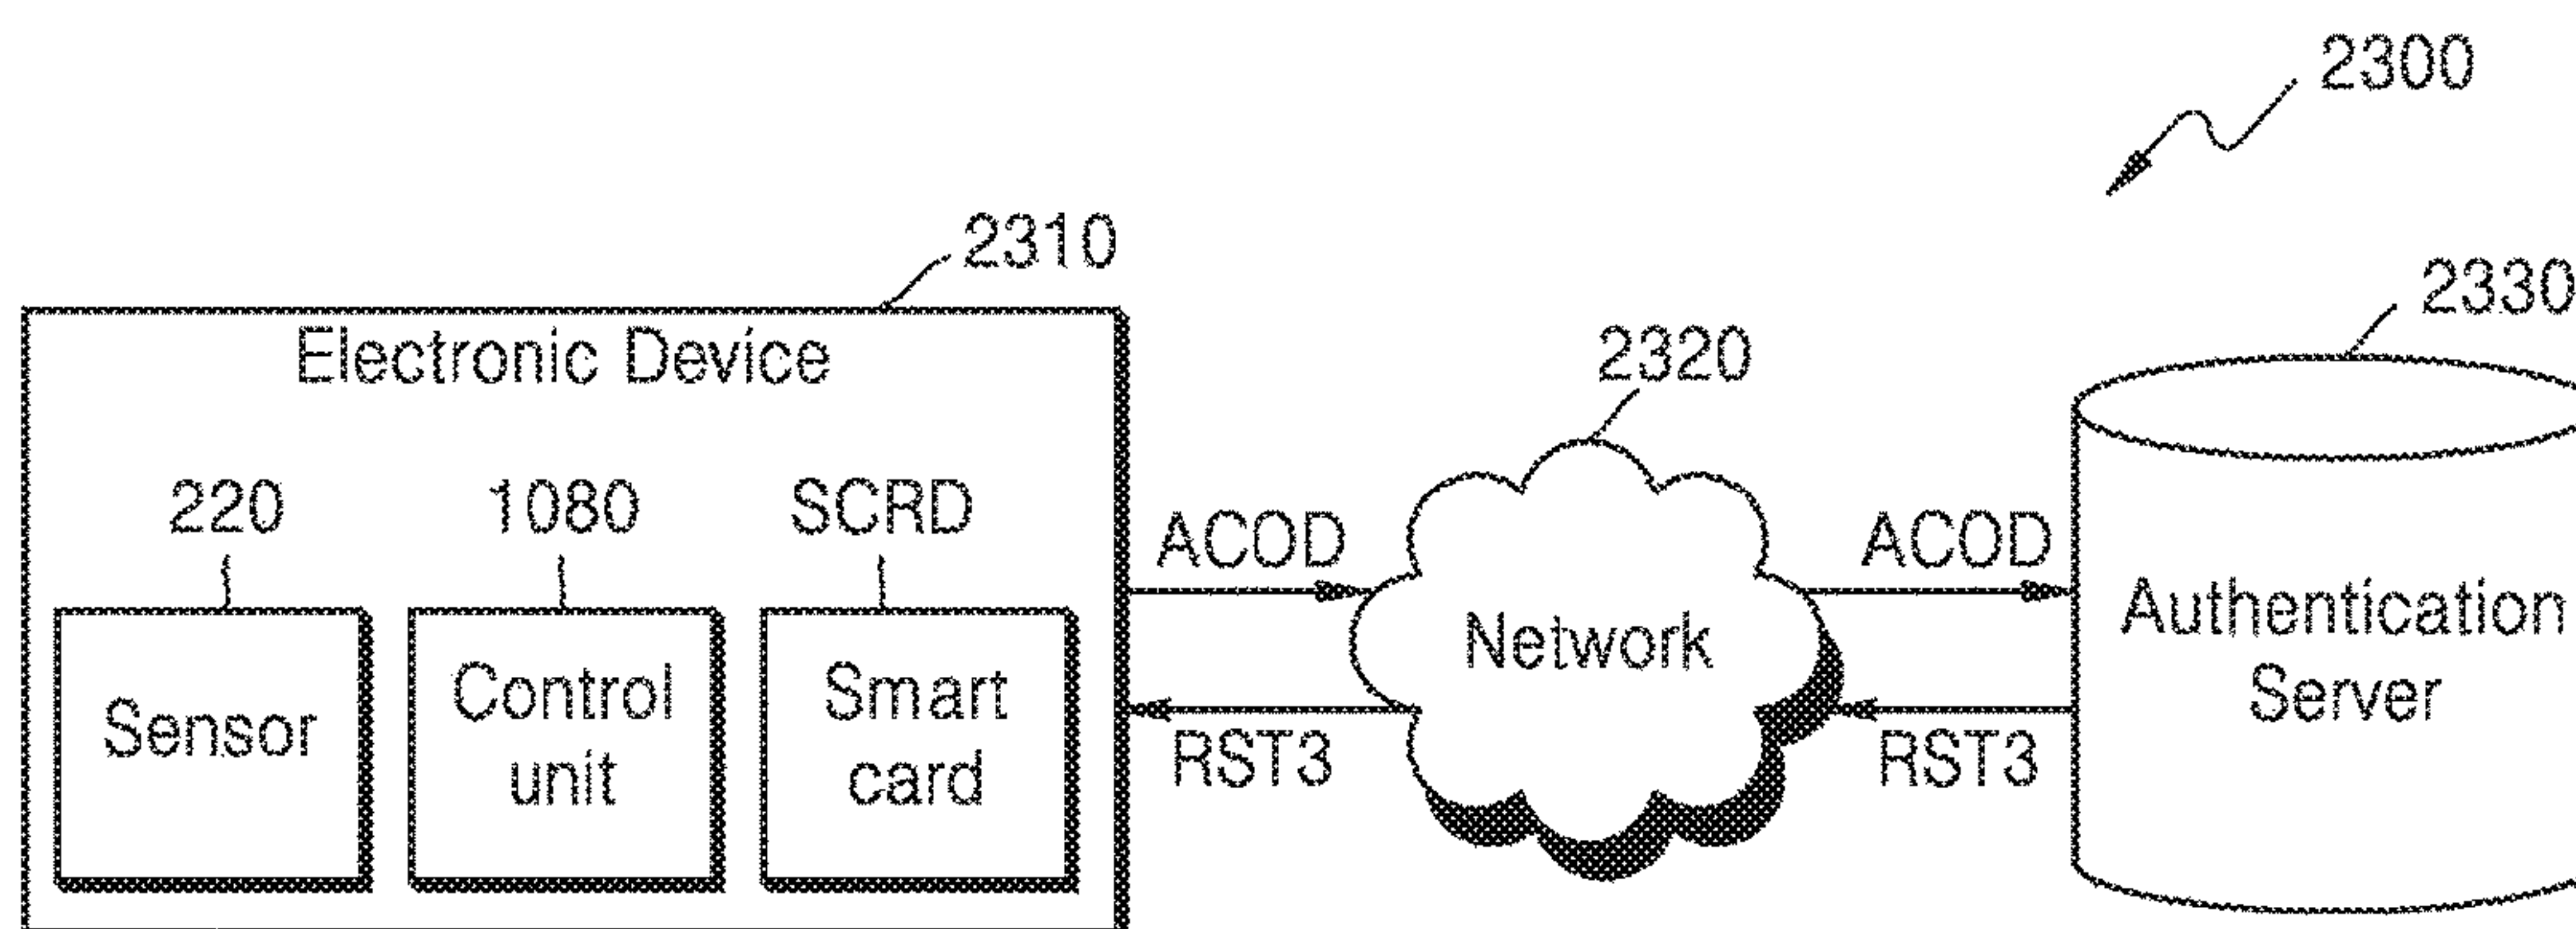 2300
2310
2330
Electronic Device
2320
220
1080
SCRD
ACOD
ACOD
Sensor
Control
unit
Smart
card
Network
Authentication
Server
RST3
RST3